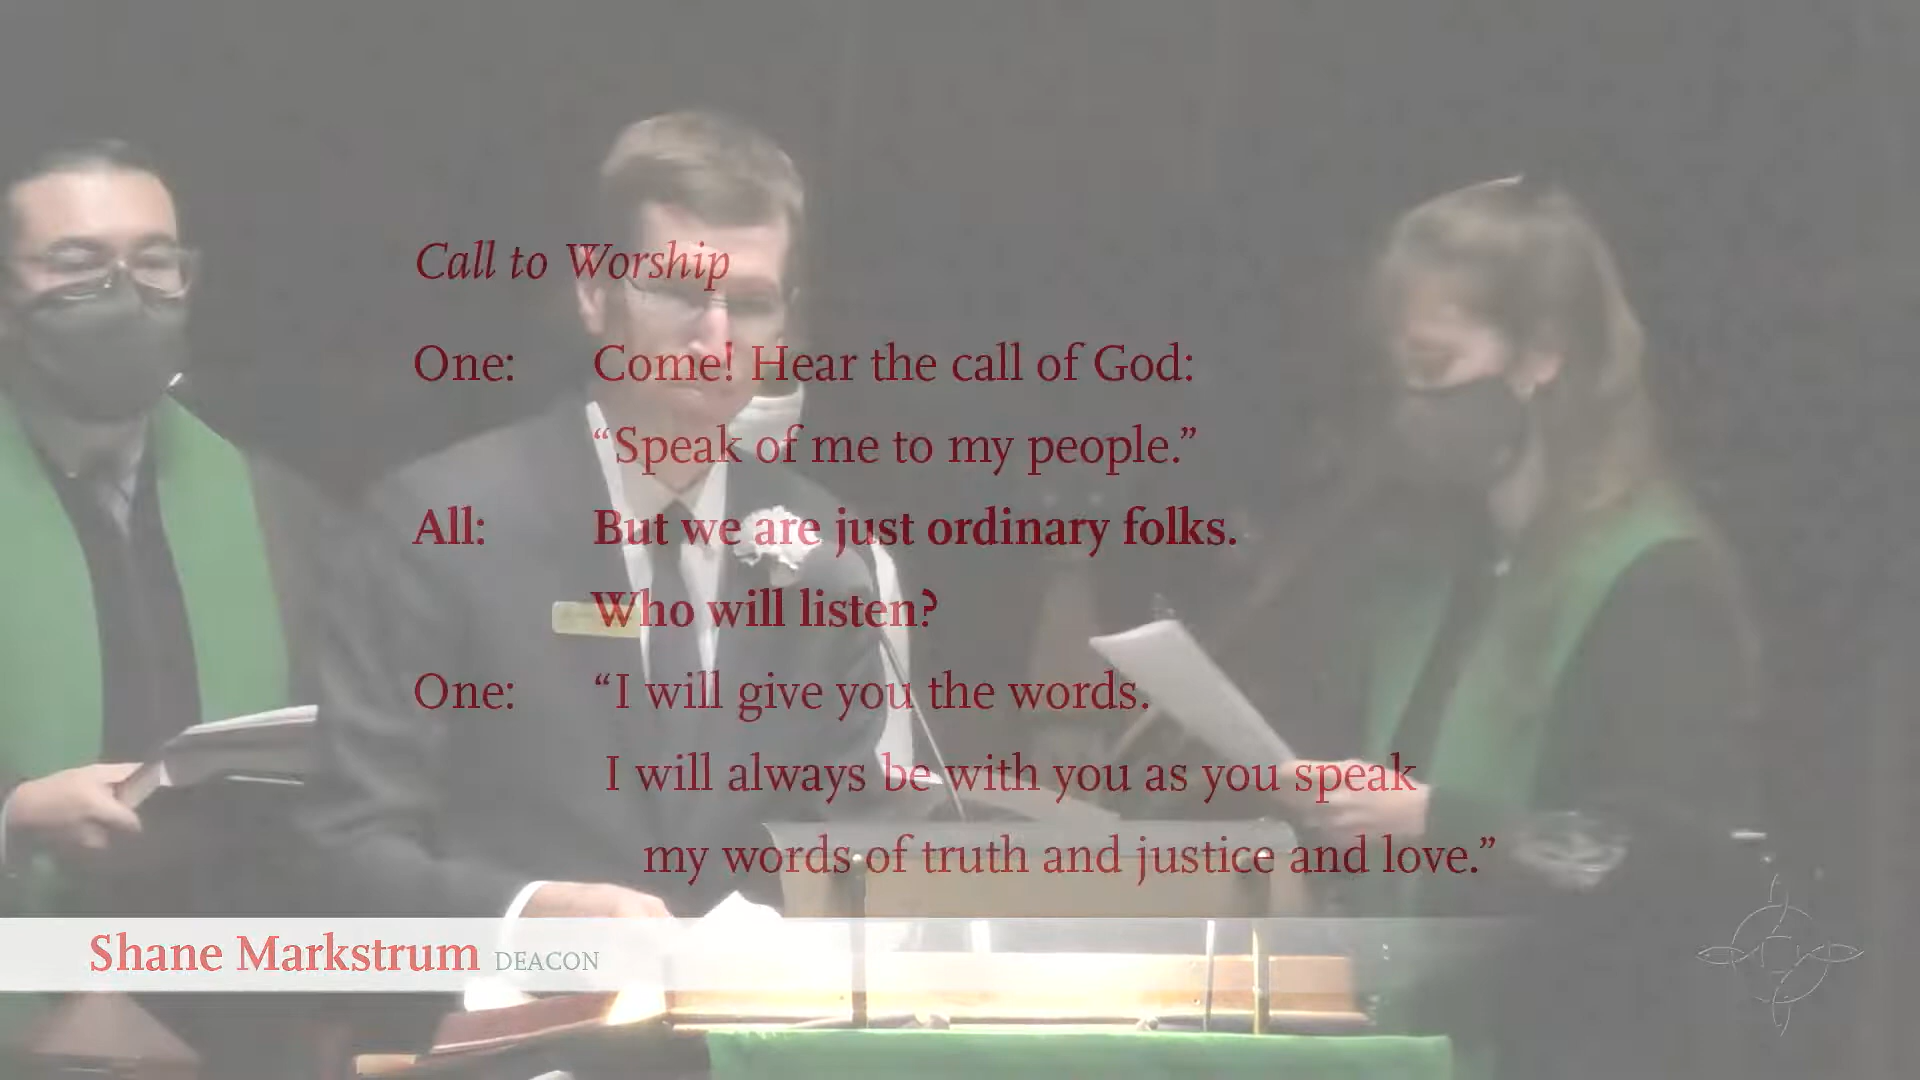 Call to Worship
One: Come! Hear the call of God:
“Speak of me to my people.”
All: But we are just ordinary folks.
Who will listen?
One: “I will give you the words.
I will always be with you as you speak
my words of truth and justice and love.”
Shane Markstrum DEACON